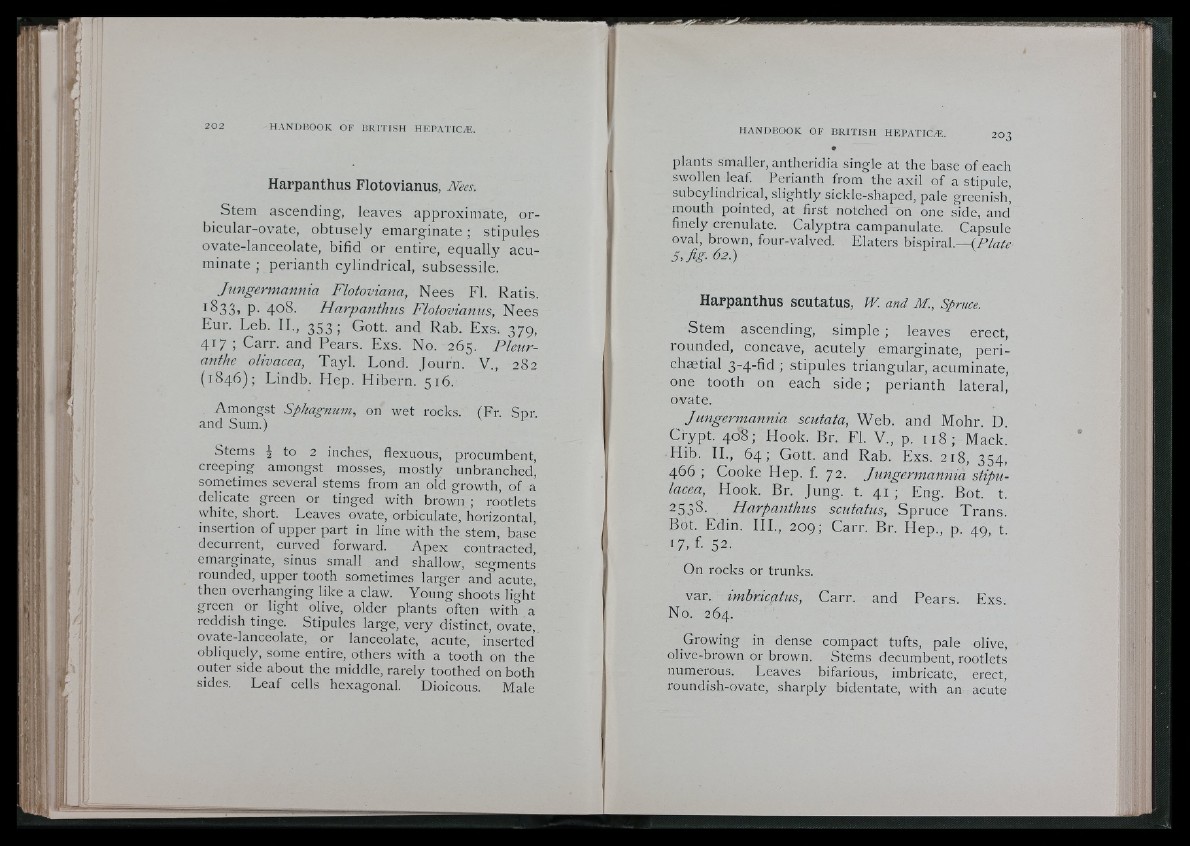 202 HANDBOOK OF BRITISH HEPATICÆ.
Harpanthus Flotovianus, Nees.
Stem ascending, leaves approximate, or-
bicular-ovate, obtusely emarginate ; stipules
ovate-lanceolate, bifid or entire, equally acu-
minate ; perianth cylindrical, subsessile.
Jungermannia Flotoviana, Nees Fl. Ratis.
1833, p. 408. Harpanthus Flotovianus, Nees
Eur. Leb. II., 353 ; Gott. and Rab. Exs. 379,
417 ; Carr. and Pears. Exs. No. 265. Pleur-
anthe olivacea, Tayl. Lond. Journ. V., 282
(1846); Lindb. Hep. Hibern. 516.
Amongst Sphagnum, on wet rocks. (Fr. Spr.
and Sum.)
Stems ½ to 2 inches, flexuous, procumbent,
creeping amongst mosses, mostly unbranched,
sometimes several stems from an old growth, of a
delicate green or tinged with brown ; rootlets
white, short. Leaves ovate, orbiculate, horizontal,
insertion of upper part in line with the stem, base
decurrent, curved forward. Apex contracted,
emarginate, sinus small and shallow, segments
rounded, upper tooth sometimes larger and acute,
then overhanging like a claw. Young shoots light
green or light olive, older plants often with a
reddish tinge. Stipules large, very distinct, ovate,
ovate-lanceolate, or lanceolate, acute, inserted
obliquely, some entire, others with a tooth on the
outer side about the middle, rarely toothed on both
sides. Leaf cells hexagonal. Dioicous. Male
HANDBOOK OF BRITISH HEPATICÆ. 203
plants smaller, antheridia single at the base of each
swollen leaf. Perianth from the axil of a stipule,
subcylindrical, slightly sickle-shaped, pale greenish,
mouth pointed, at first notched on one side, and
finely crenulate. Calyptra campanulate. Capsule
oval, brown, four-valved. Elaters bispiral.—(Plate
5, fig. 62.)
Harpanthus scutatus, W. and M., Spruce.
Stem ascending, simple ; leaves erect,
rounded, concave, acutely emarginate, peri-
chætial 3-4-fid ; stipules triangular, acuminate,
one tooth on each side ; perianth lateral,
ovate.
Jungermannia scutata, Web. and Mohr. D.
Crypt. 408 ; Hook. Br. Fl. V., p. 118 ; Mack.
Hib. II., 64 ; Gott. and Rab. Exs. 218, 354,
466 ; Cooke Hep. f. 72. Jungermannia stipu-
lacea, Hook. Br. Jung. t. 41 ; Eng. Bot. t.
2538. Harpanthus scutatus, Spruce Trans.
Bot. Edin. III., 209; Carr. Br. Hep., p. 49, t.
17, f. 52.
On rocks or trunks.
var. imbricatus, Carr. and Pears. Exs.
No. 264.
Growing in dense compact tufts, pale olive,
olive-brown or brown. Stems decumbent, rootlets
numerous. Leaves bifarious, imbricate, erect,
roundish-ovate, sharply bidentate, with an acute